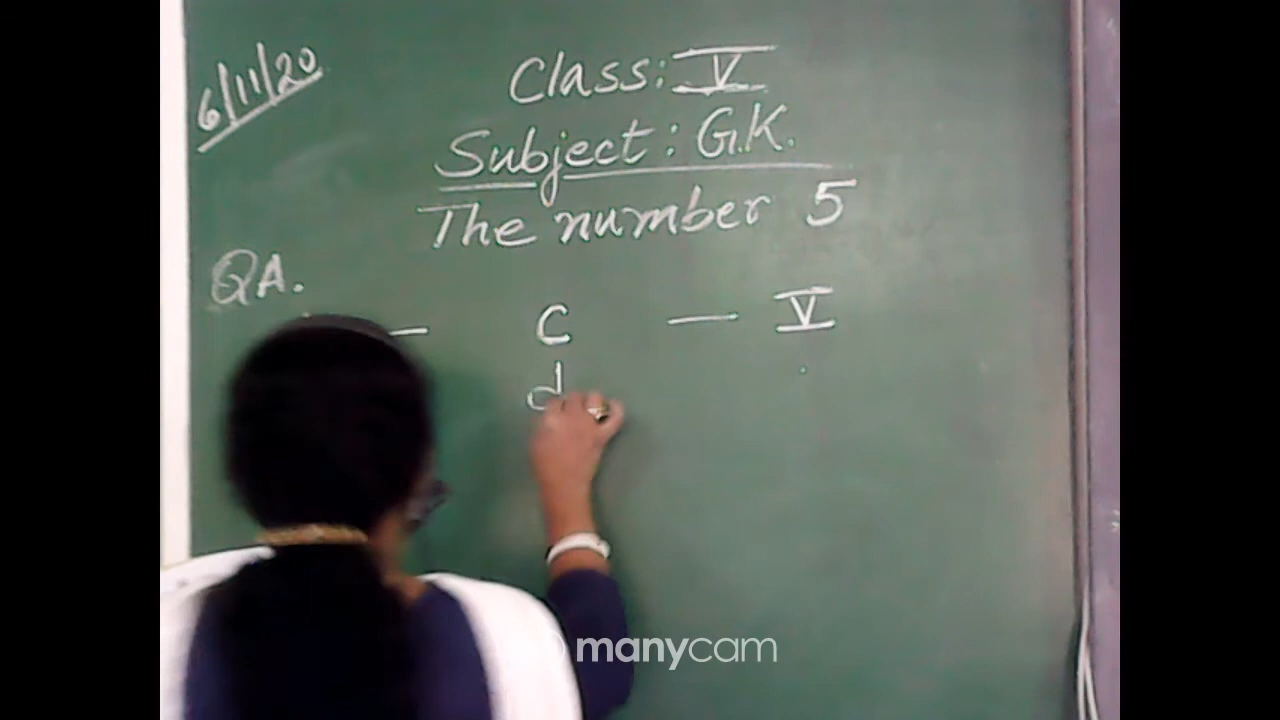 6/11/20
Class: V
Subject: G.K.
The number 5
QA.
— C — V
d
manycam